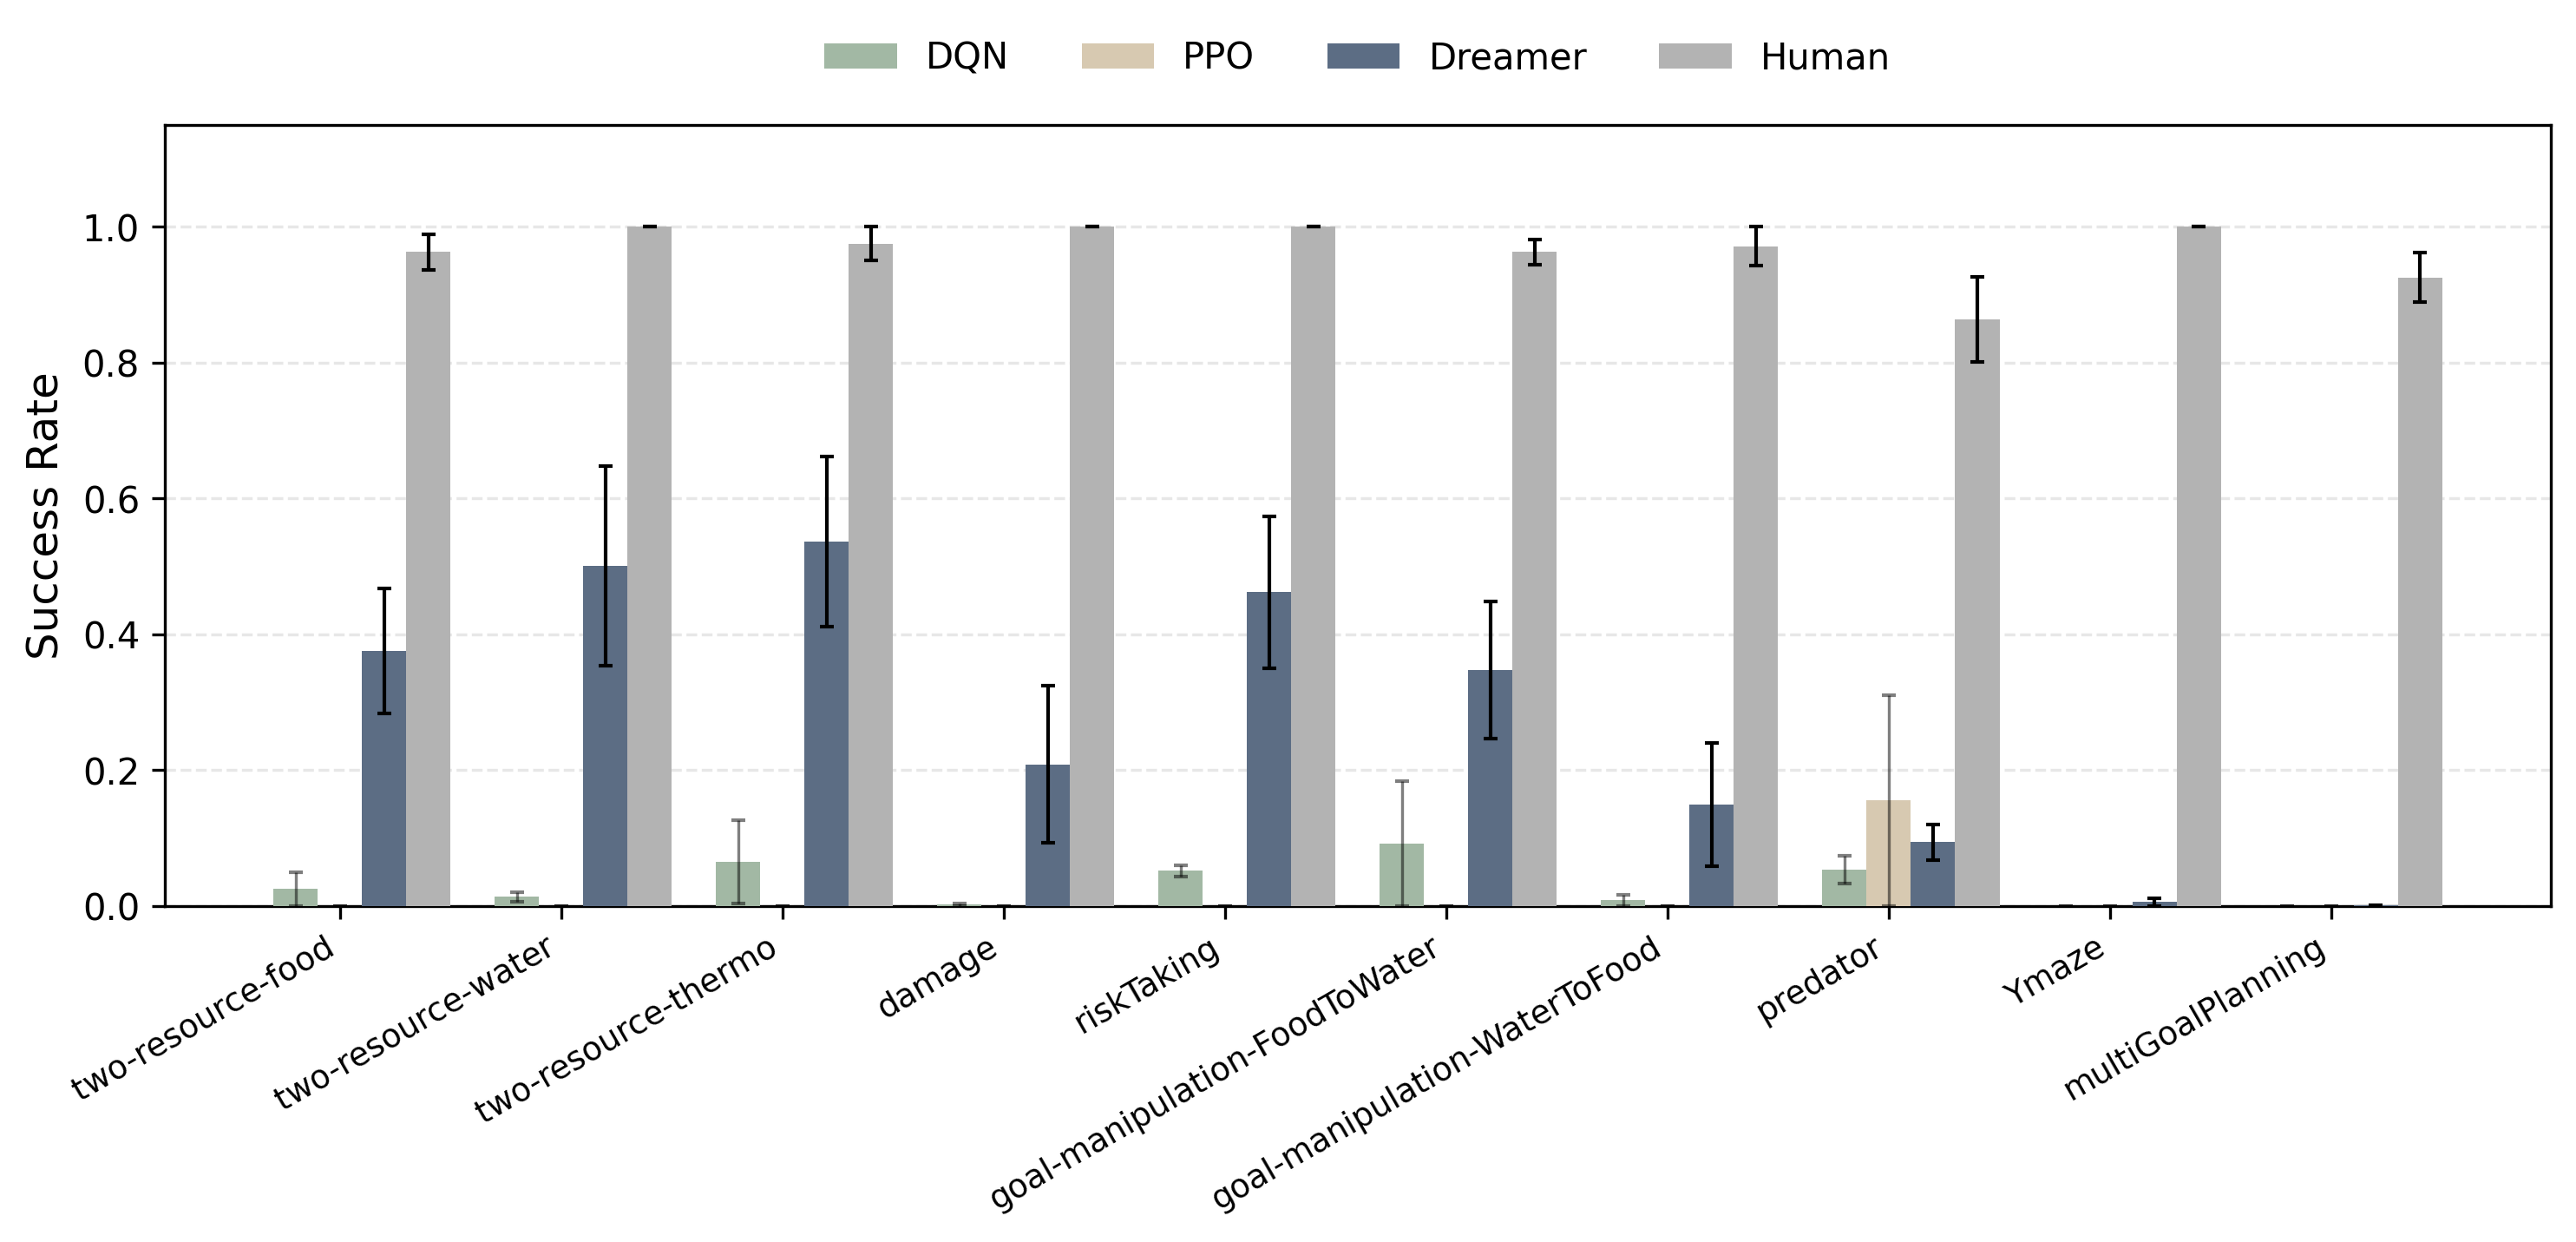 DQN PPO Dreamer Human
Success Rate
1.0
0.8
0.6
0.4
0.2
0.0
two-resource-food
two-resource-water
two-resource-thermo
damage
riskTaking
goal-manipulation-FoodToWater
goal-manipulation-WaterToFood
predator
Ymaze
multiGoalPlanning